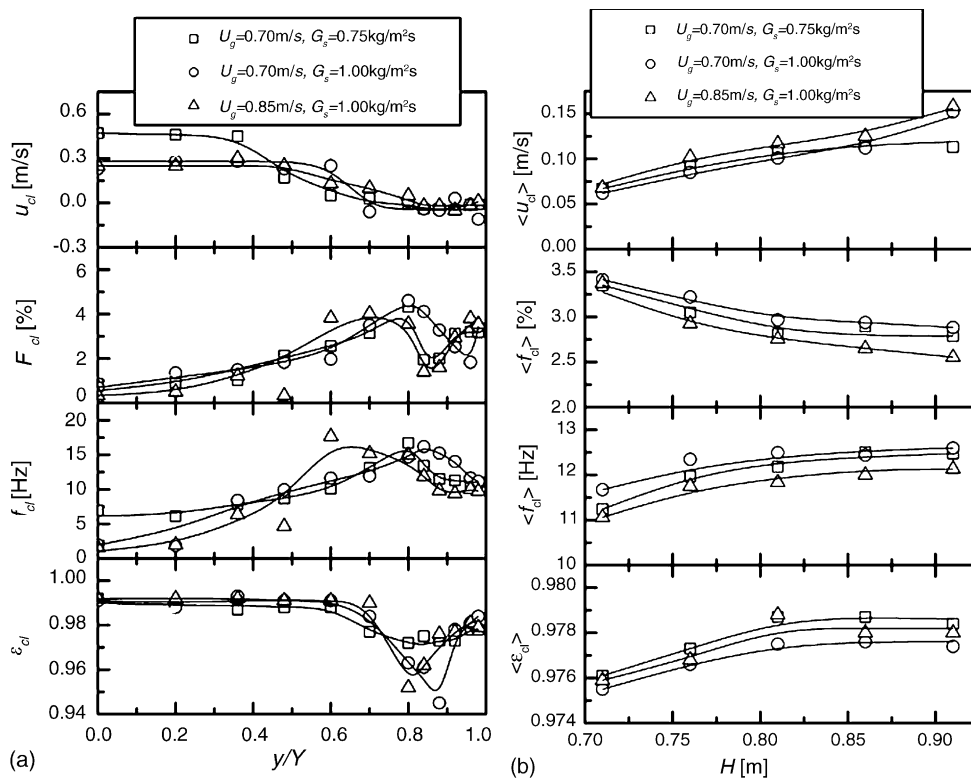 U_g=0.70m/s, G_s=0.75kg/m²s
U_g=0.70m/s, G_s=1.00kg/m²s
U_g=0.85m/s, G_s=1.00kg/m²s
0.6
0.3
0.0
-0.3
u_cl [m/s]
6
4
2
0
F_cl [%]
20
15
10
5
0
f_cl [Hz]
1.00
0.98
0.96
0.94
ε_cl
0.0 0.2 0.4 0.6 0.8 1.0
y/Y
(a)
U_g=0.70m/s, G_s=0.75kg/m²s
U_g=0.70m/s, G_s=1.00kg/m²s
U_g=0.85m/s, G_s=1.00kg/m²s
0.15
0.10
0.05
0.00
<u_cl> [m/s]
3.5
3.0
2.5
2.0
<f_cl> [%]
13
12
11
10
<f_cl> [Hz]
0.980
0.978
0.976
0.974
<ε_cl>
0.70 0.75 0.80 0.85 0.90
H [m]
(b)